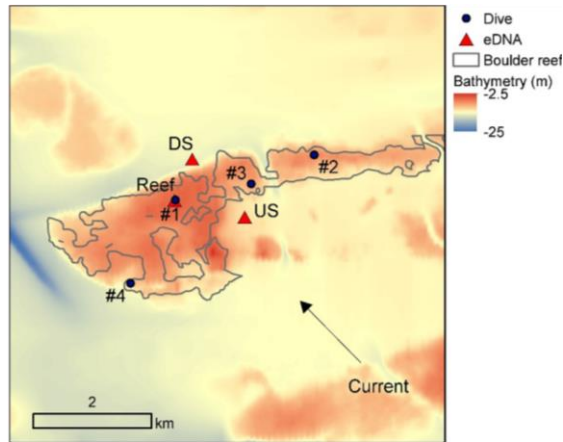 Dive
eDNA
Boulder reef
Bathymetry (m)
-2.5
-25
DS
#2
#3
Reef
#1
US
#4
Current
2
km